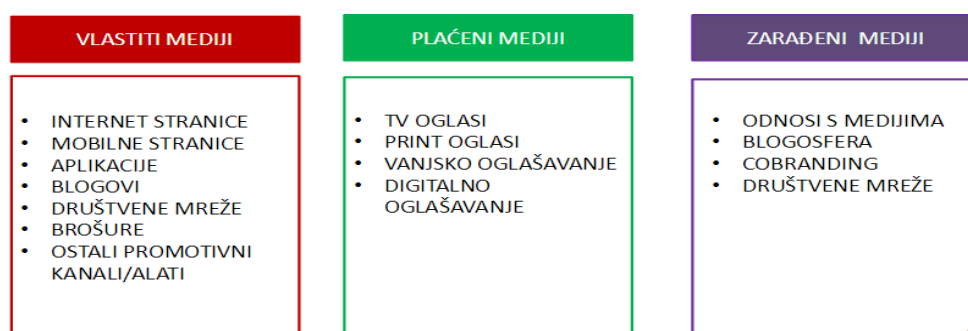 VLASTITI MEDIJI
• INTERNET STRANICE
• MOBILNE STRANICE
• APLIKACIJE
• BLOGOVI
• DRUŠTVENE MREŽE
• BROŠURE
• OSTALI PROMOTIVNI
KANALI/ALATI
PLAĆENI MEDIJI
• TV OGLASI
• PRINT OGLASI
• VANJSKO OGLAŠAVANJE
• DIGITALNO
OGLAŠAVANJE
ZARAĐENI MEDIJI
• ODNOSI S MEDIJIMA
• BLOGOSFERA
• COBRANDING
• DRUŠTVENE MREŽE